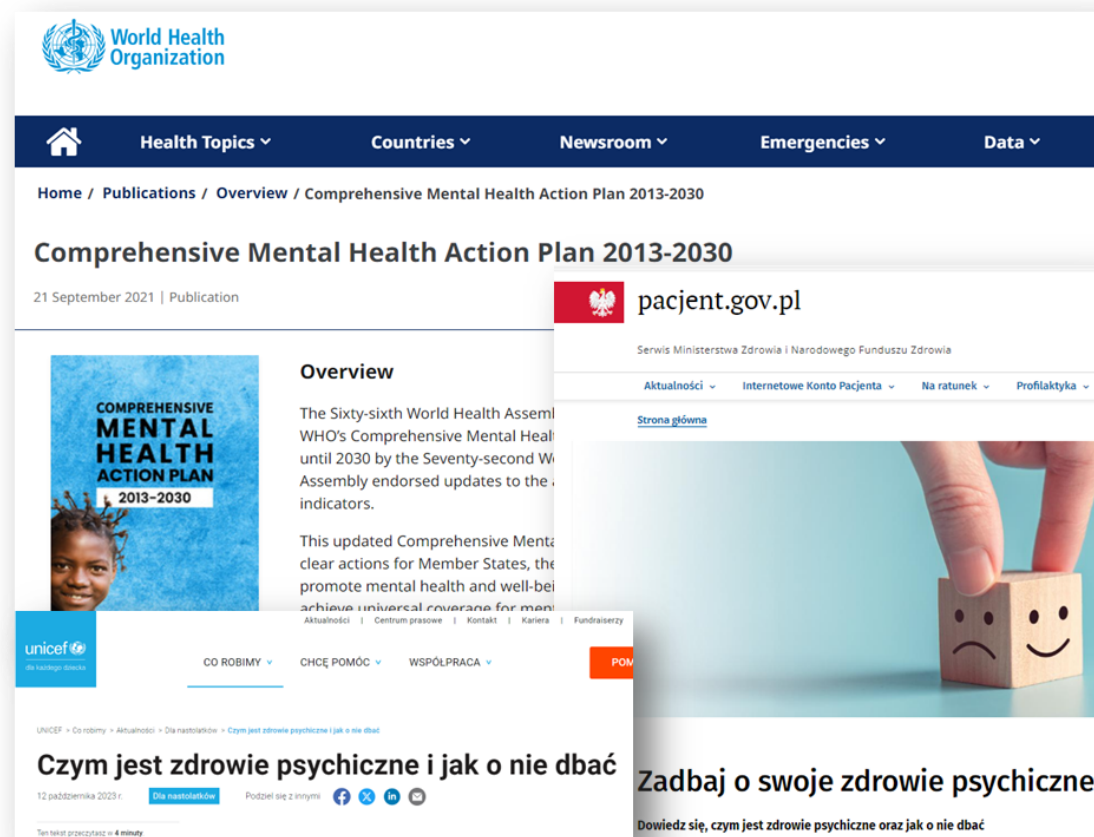 World Health
Organization
Health Topics
Countries
Newsroom
Emergencies
Data
Home / Publications / Overview / Comprehensive Mental Health Action Plan 2013-2030
Comprehensive Mental Health Action Plan 2013-2030
21 September 2021 | Publication
COMPREHENSIVE
MENTAL
HEALTH
ACTION PLAN
2013-2030
Overview
The Sixty-sixth World Health
WHO's Comprehensive Mental
until 2030 by the Seventy-second
Assembly endorsed updates to the
indicators.
This updated Comprehensive
clear actions for Member States, the
promote mental health and
achieve universal coverage for
pacjent.gov.pl
Serwis Ministerstwa Zdrowia i Narodowego Funduszu Zdrowia
Aktualności
Internetowe Konto Pacjenta
Na ratunek
Profilaktyka
Strona główna
Zadbaj o swoje zdrowie psychiczne
Dowiedz się, czym jest zdrowie psychiczne oraz jak o nie dbać
Aktualności | Centrum prasowe | Kontakt | Kariera | Fundraiserzy
unicef
dla każdego dziecka
CO ROBIMY
CHCĘ POMÓC
WSPÓŁPRACA
UNICEF > Co robimy > Aktualności > Dla nastolatków > Czym jest zdrowie psychiczne i jak o nie dbać
Czym jest zdrowie psychiczne i jak o nie dbać
12 października 2023 r.
Dla nastolatków
Podziel się z innymi
Ten tekst przeczytasz w 4 minuty